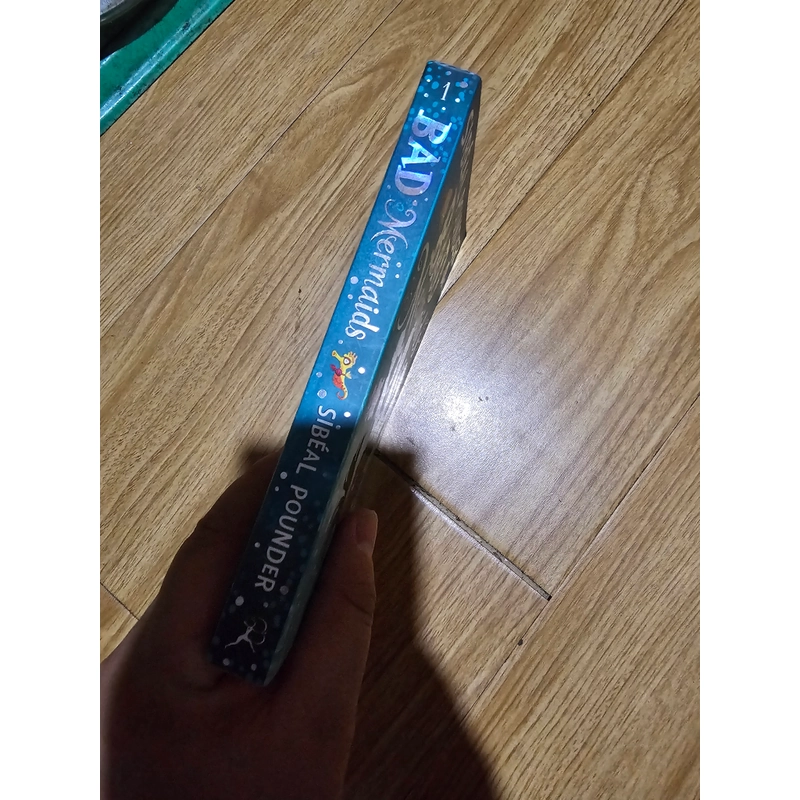 1
BAD Mermaids
SIBÉAL POUNDER